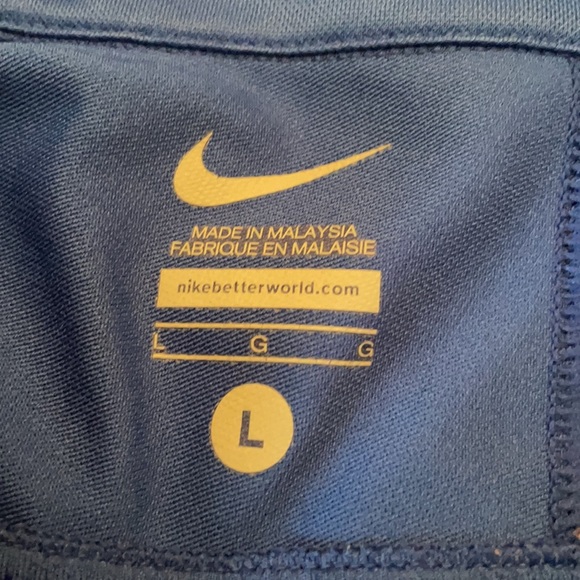 MADE IN MALAYSIA
FABRIQUE EN MALAISIE
nikebetterworld.com
L G G
L